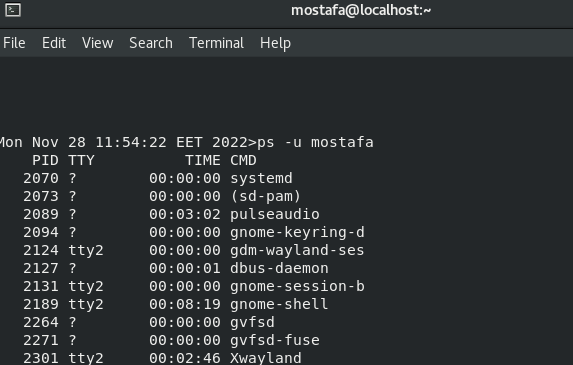 mostafa@localhost:~
File Edit View Search Terminal Help
Mon Nov 28 11:54:22 EET 2022>ps -u mostafa
PID TTY TIME CMD
2070 ? 00:00:00 systemd
2073 ? 00:00:00 (sd-pam)
2089 ? 00:03:02 pulseaudio
2094 ? 00:00:00 gnome-keyring-d
2124 tty2 00:00:00 gdm-wayland-ses
2127 ? 00:00:01 dbus-daemon
2131 tty2 00:00:00 gnome-session-b
2189 tty2 00:08:19 gnome-shell
2264 ? 00:00:00 gvfsd
2271 ? 00:00:00 gvfsd-fuse
2301 tty2 00:02:46 Xwayland